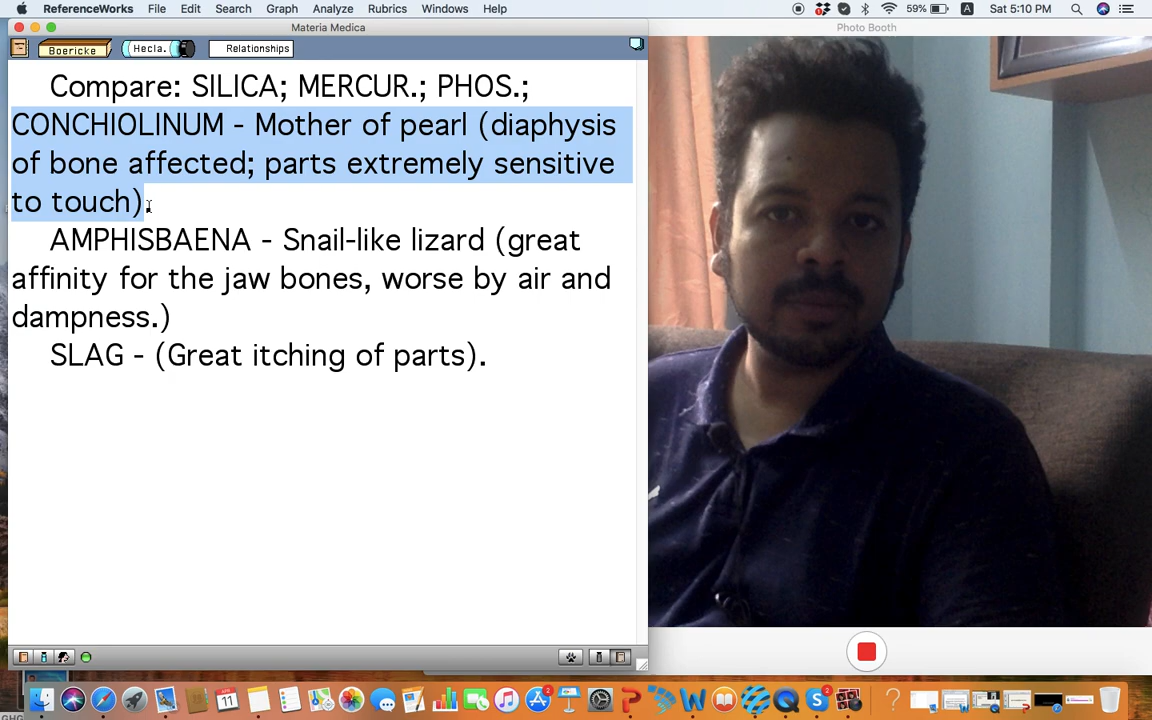 ReferenceWorks File Edit Search Graph Analyze Rubrics Windows Help 59% A Sat 5:10 PM
Materia Medica
Photo Booth
Boericke Hecla. Relationships
Compare: SILICA; MERCUR.; PHOS.;
CONCHIOLINUM - Mother of pearl (diaphysis
of bone affected; parts extremely sensitive
to touch).
AMPHISBAENA - Snail-like lizard (great
affinity for the jaw bones, worse by air and
dampness.)
SLAG - (Great itching of parts).